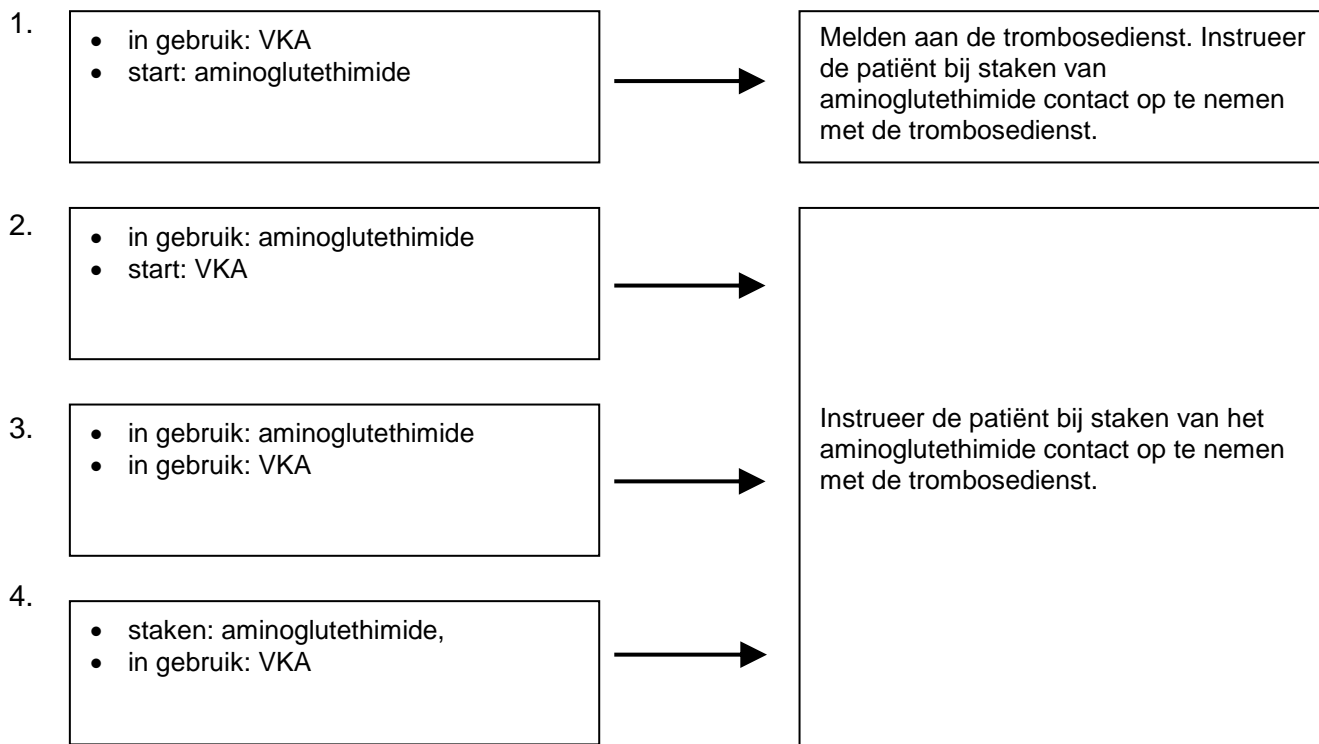 1.
• in gebruik: VKA
• start: aminoglutethimide
Melden aan de trombosedienst. Instrueer
de patiënt bij staken van
aminoglutethimide contact op te nemen
met de trombosedienst.
2.
• in gebruik: aminoglutethimide
• start: VKA
3.
• in gebruik: aminoglutethimide
• in gebruik: VKA
Instrueer de patiënt bij staken van het
aminoglutethimide contact op te nemen
met de trombosedienst.
4.
• staken: aminoglutethimide,
• in gebruik: VKA